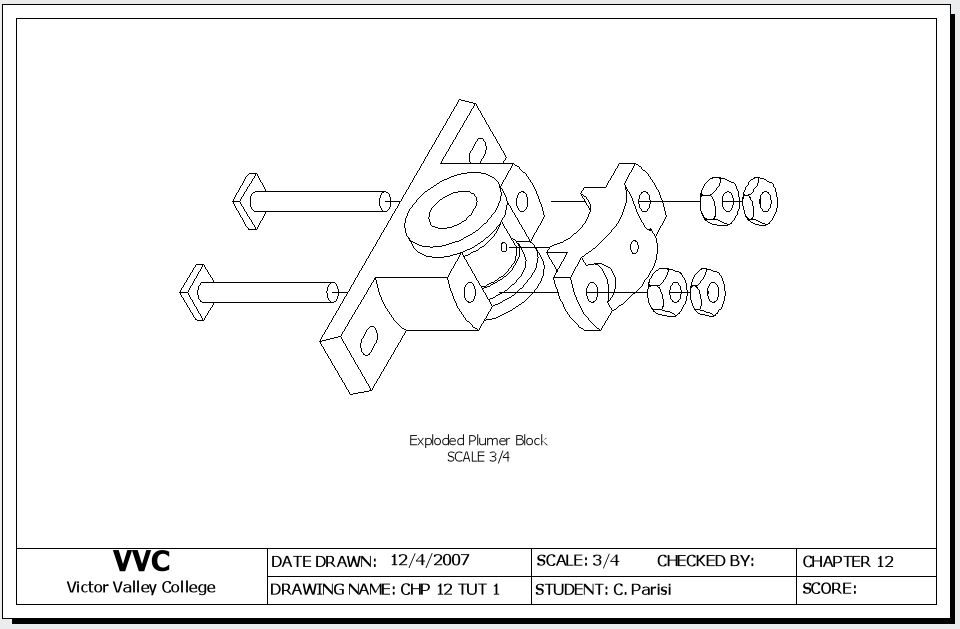 Exploded Plumer Block
SCALE 3/4
VVC
Victor Valley College
DATE DRAWN: 12/4/2007
DRAWING NAME: CHP 12 TUT 1
SCALE: 3/4 CHECKED BY:
STUDENT: C. Parisi
CHAPTER 12
SCORE: